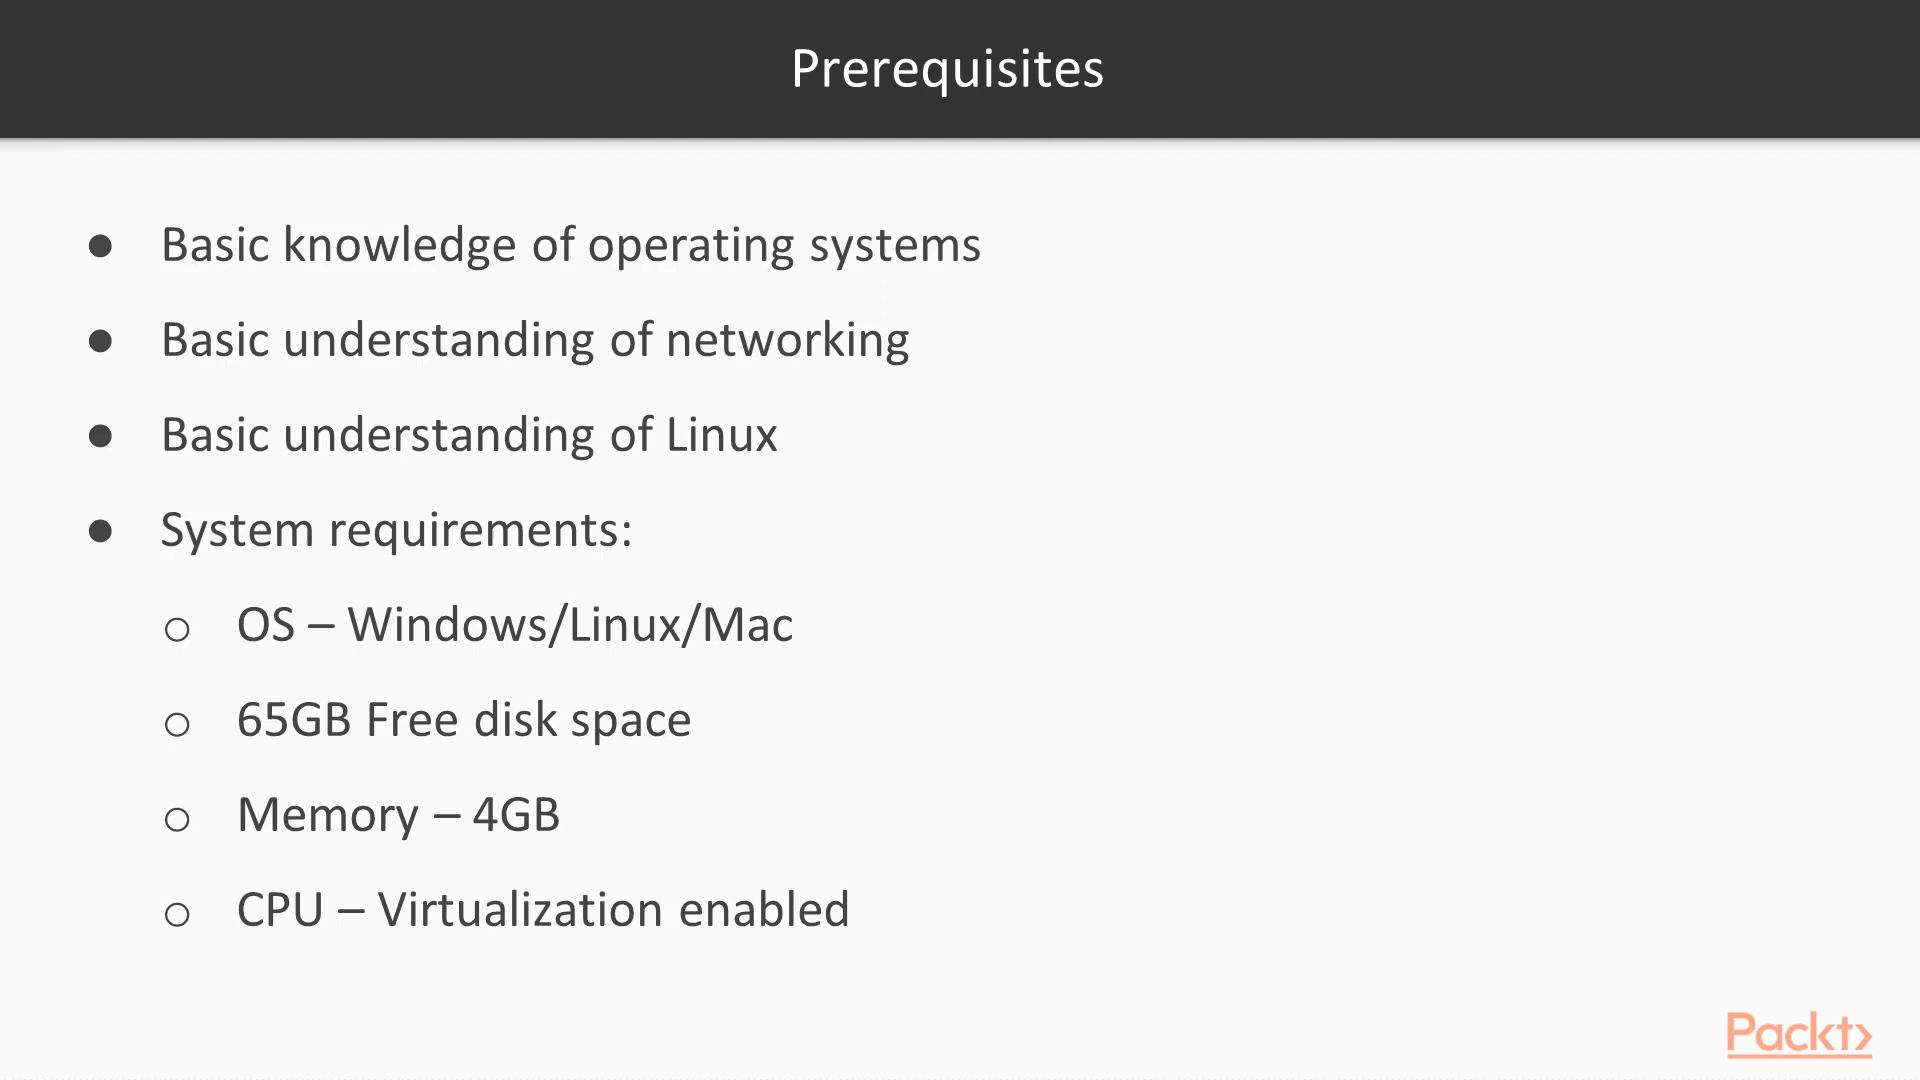 Prerequisites
● Basic knowledge of operating systems
● Basic understanding of networking
● Basic understanding of Linux
● System requirements:
○ OS – Windows/Linux/Mac
○ 65GB Free disk space
○ Memory – 4GB
○ CPU – Virtualization enabled
Packt>